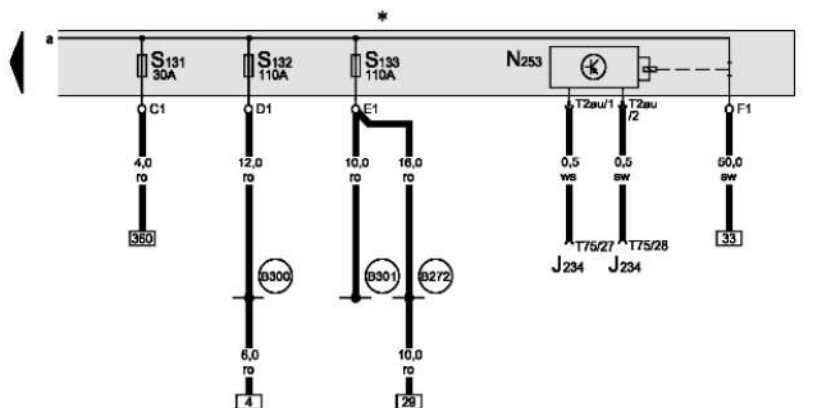 *
a
S131
30A
S132
110A
S133
110A
N253
C1
D1
E1
T2au/1
T2au
/2
F1
4,0
ro
12,0
ro
10,0
ro
16,0
ro
0,5
ws
0,5
sw
50,0
sw
360
T75/27
J234
T75/28
J234
33
B300
B301
B272
6,0
ro
10,0
ro
4
29